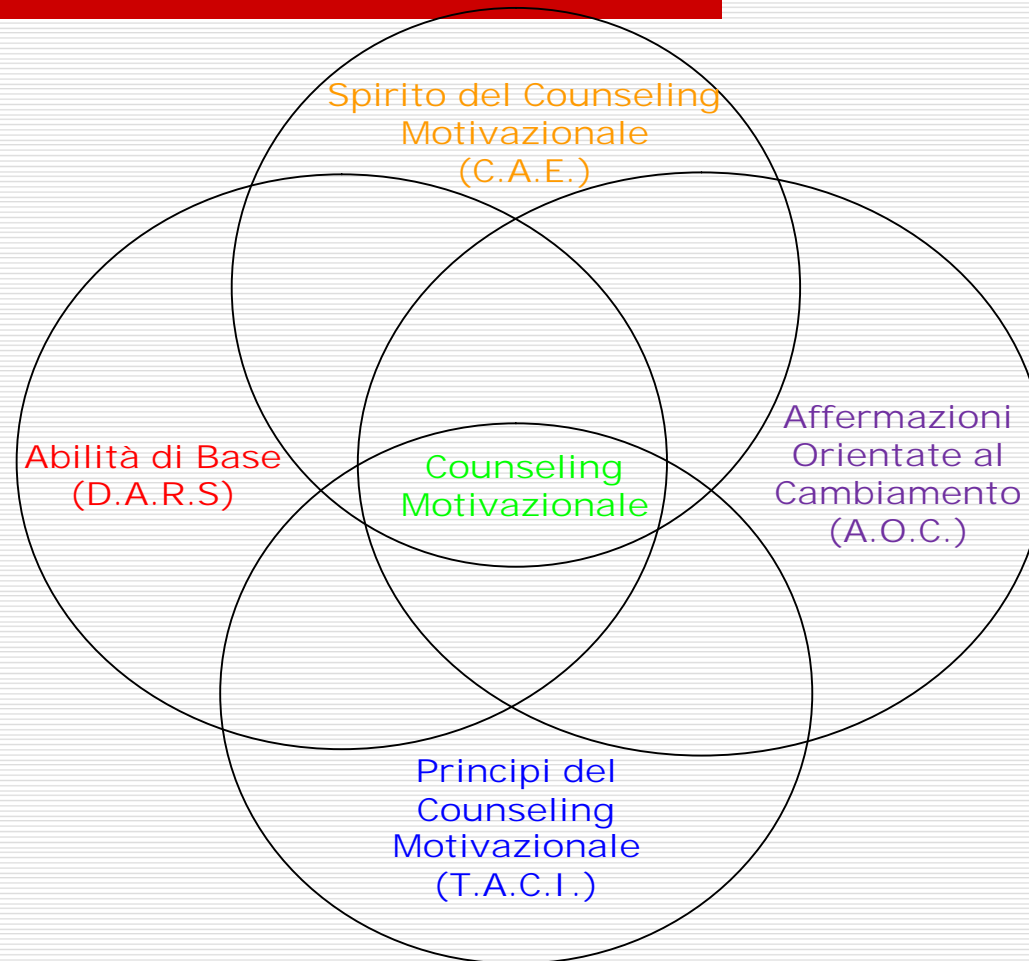 Spirito del Counseling
Motivazionale
(C.A.E.)
Abilità di Base
(D.A.R.S)
Counseling
Motivazionale
Affermazioni
Orientate al
Cambiamento
(A.O.C.)
Principi del
Counseling
Motivazionale
(T.A.C.I.)